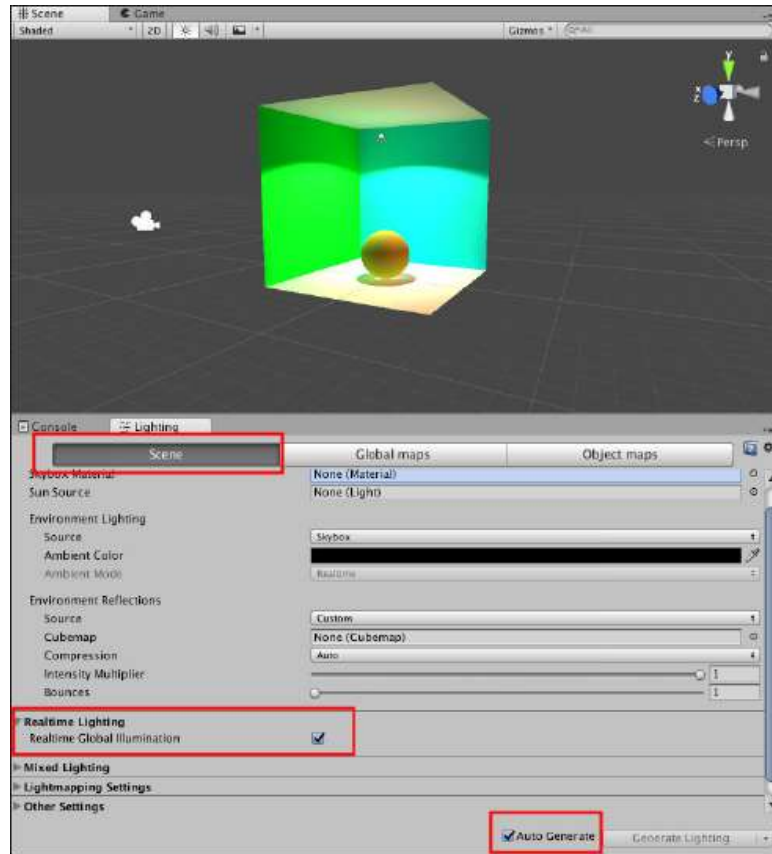 Scene Game
Shaded 2D Gizmos
y
x
z
Persp
Console Lighting
Scene Global maps Object maps
Skybox Material None (Material)
Sun Source None (Light)
Environment Lighting
Source Skybox
Ambient Color
Ambient Mode Realtime
Environment Reflections
Source Custom
Cubemap None (Cubemap)
Compression Auto
Intensity Multiplier 1
Bounces 1
Realtime Lighting
Realtime Global Illumination
Mixed Lighting
Lightmapping Settings
Other Settings
Auto Generate Generate Lighting